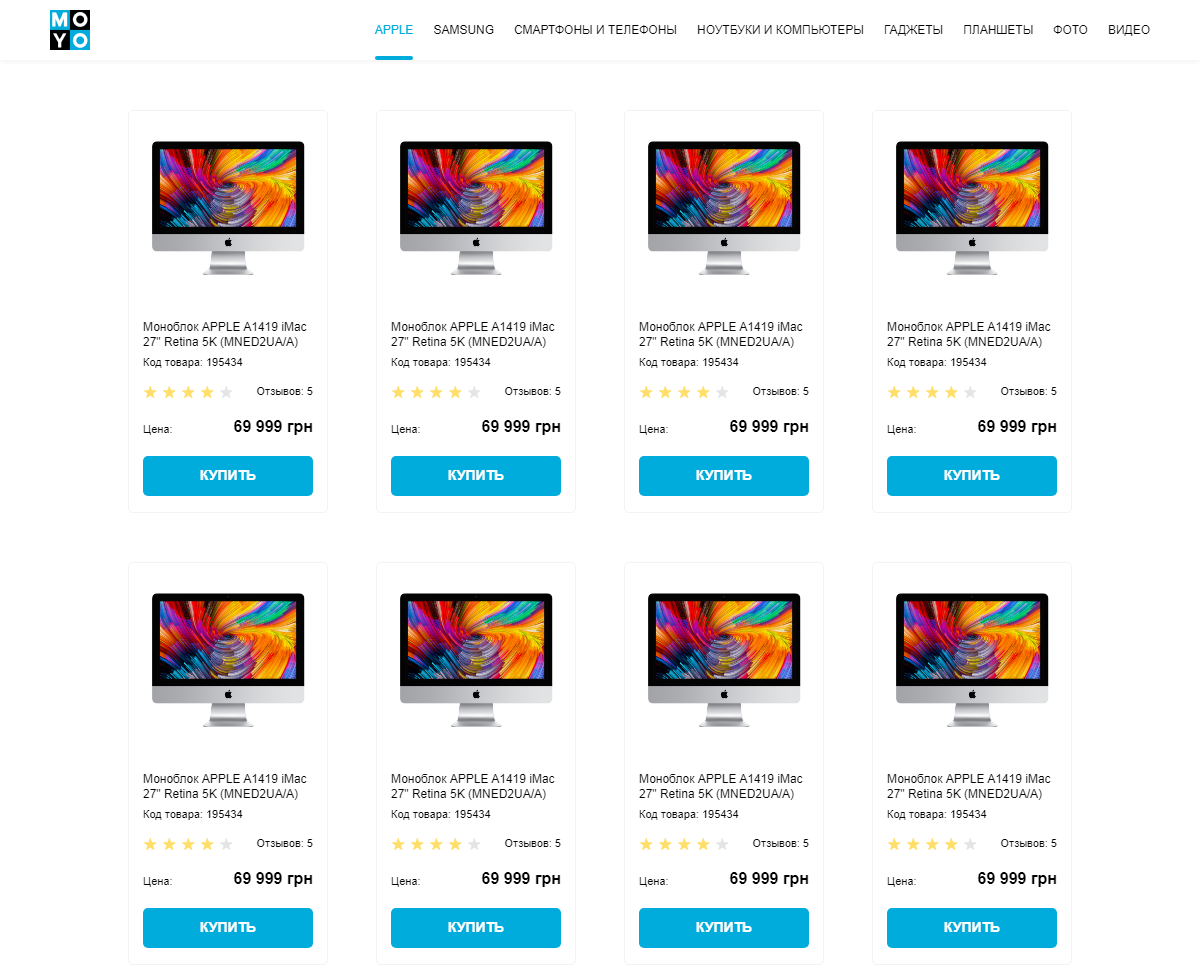 MO
YO
APPLE SAMSUNG СМАРТФОНЫ И ТЕЛЕФОНЫ НОУТБУКИ И КОМПЬЮТЕРЫ ГАДЖЕТЫ ПЛАНШЕТЫ ФОТО ВИДЕО
Моноблок APPLE A1419 iMac
27" Retina 5K (MNED2UA/A)
Код товара: 195434
Отзывов: 5
Цена: 69 999 грн
КУПИТЬ
Моноблок APPLE A1419 iMac
27" Retina 5K (MNED2UA/A)
Код товара: 195434
Отзывов: 5
Цена: 69 999 грн
КУПИТЬ
Моноблок APPLE A1419 iMac
27" Retina 5K (MNED2UA/A)
Код товара: 195434
Отзывов: 5
Цена: 69 999 грн
КУПИТЬ
Моноблок APPLE A1419 iMac
27" Retina 5K (MNED2UA/A)
Код товара: 195434
Отзывов: 5
Цена: 69 999 грн
КУПИТЬ
Моноблок APPLE A1419 iMac
27" Retina 5K (MNED2UA/A)
Код товара: 195434
Отзывов: 5
Цена: 69 999 грн
КУПИТЬ
Моноблок APPLE A1419 iMac
27" Retina 5K (MNED2UA/A)
Код товара: 195434
Отзывов: 5
Цена: 69 999 грн
КУПИТЬ
Моноблок APPLE A1419 iMac
27" Retina 5K (MNED2UA/A)
Код товара: 195434
Отзывов: 5
Цена: 69 999 грн
КУПИТЬ
Моноблок APPLE A1419 iMac
27" Retina 5K (MNED2UA/A)
Код товара: 195434
Отзывов: 5
Цена: 69 999 грн
КУПИТЬ